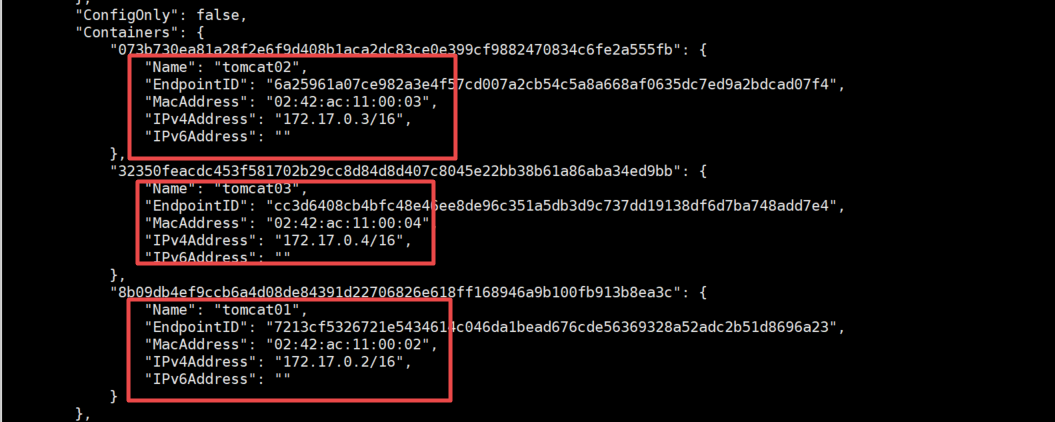 },
"ConfigOnly": false,
"Containers": {
"073b730ea81a28f2e6f9d408b1aca2dc83ce0e399cf9882470834c6fe2a555fb": {
"Name": "tomcat02",
"EndpointID": "6a25961a07ce982a3e4f57cd007a2cb54c5a8a668af0635dc7ed9a2bdcad07f4",
"MacAddress": "02:42:ac:11:00:03",
"IPv4Address": "172.17.0.3/16",
"IPv6Address": ""
},
"32350feacdc453f581702b29cc8d84d8d407c8045e22bb38b61a86aba34ed9bb": {
"Name": "tomcat03",
"EndpointID": "cc3d6408cb4bfc48e46ee8de96c351a5db3d9c737dd19138df6d7ba748add7e4",
"MacAddress": "02:42:ac:11:00:04",
"IPv4Address": "172.17.0.4/16",
"IPv6Address": ""
},
"8b09db4ef9ccb6a4d08de84391d22706826e618ff168946a9b100fb913b8ea3c": {
"Name": "tomcat01",
"EndpointID": "7213cf5326721e5434614c046da1bead676cde56369328a52adc2b51d8696a23",
"MacAddress": "02:42:ac:11:00:02",
"IPv4Address": "172.17.0.2/16",
"IPv6Address": ""
}
},